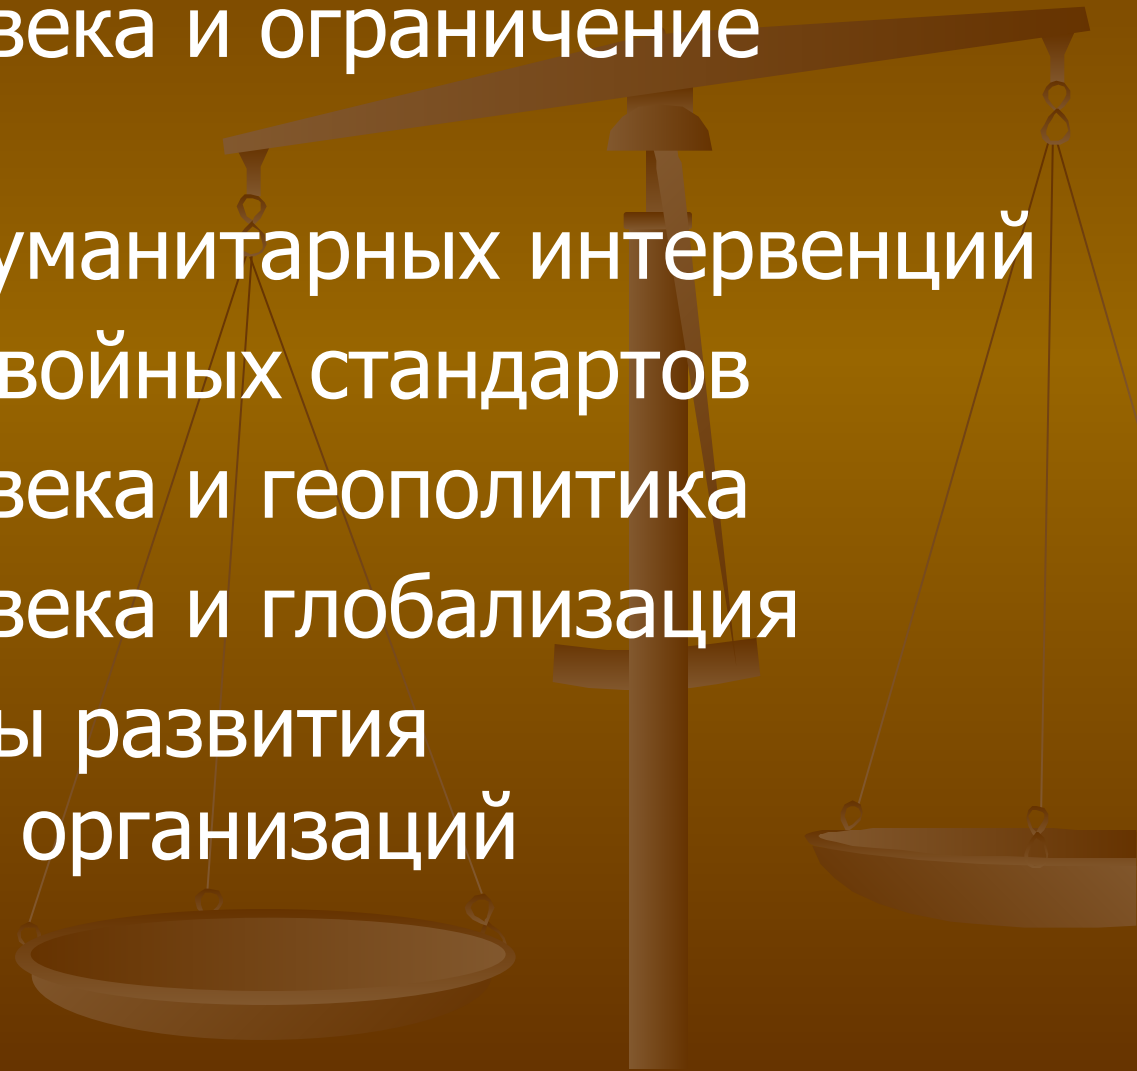 века и ограничение
уманитарных интервенций
войных стандартов
века и геополитика
века и глобализация
ы развития
организаций